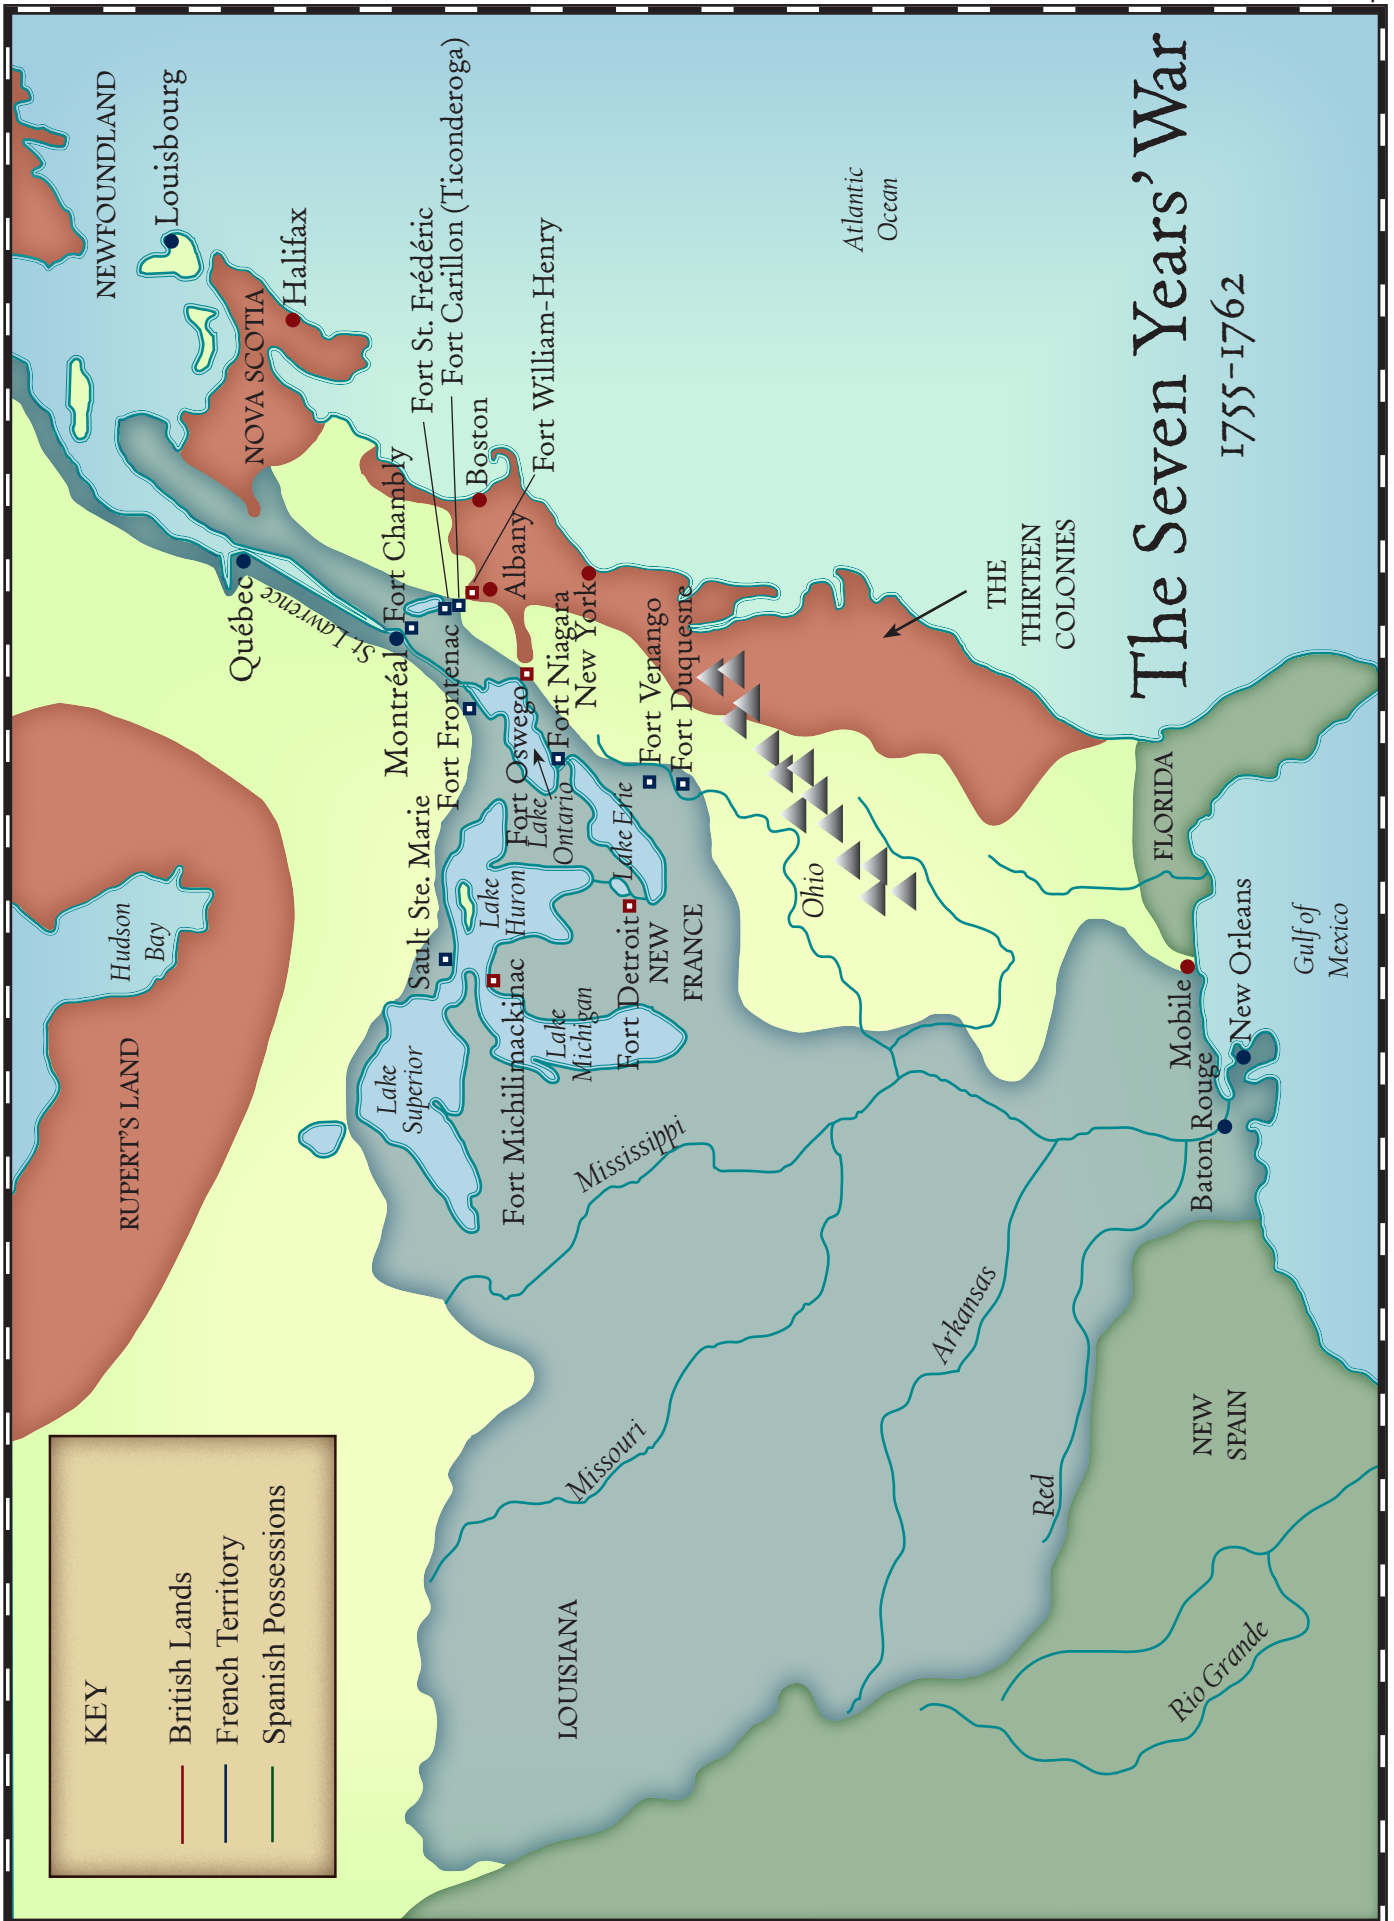 The Seven Years' War
1755-1762
KEY
British Lands
French Territory
Spanish Possessions
RUPERT'S LAND
Hudson
Bay
NEWFOUNDLAND
Louisbourg
NOVA SCOTIA
Halifax
Québec
St. Lawrence
Montréal
Fort Chambly
Fort St. Frédéric
Fort Carillon (Ticonderoga)
Fort William-Henry
Boston
Albany
New York
Fort Frontenac
Fort Oswego
Fort Niagara
Fort Venango
Fort Duquesne
Sault Ste. Marie
Fort Michilimackinac
Fort Detroit
Lake
Superior
Lake
Michigan
Lake
Huron
Lake
Ontario
Lake Erie
NEW
FRANCE
Ohio
THE
THIRTEEN
COLONIES
Atlantic
Ocean
Mississippi
Missouri
Arkansas
Red
LOUISIANA
FLORIDA
Mobile
New Orleans
Baton Rouge
Gulf of
Mexico
NEW
SPAIN
Rio Grande